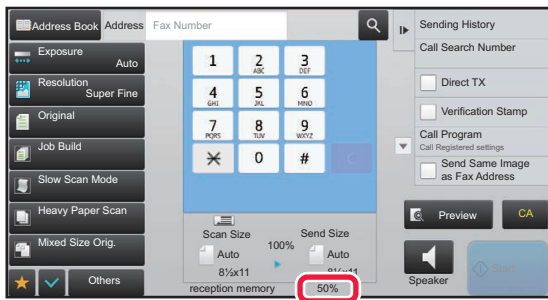 Address Book
Address
Fax Number
Sending History
Call Search Number
Direct TX
Verification Stamp
Call Program
Call Registered settings
Send Same Image
as Fax Address
Exposure
Auto
Resolution
Super Fine
Original
Job Build
Slow Scan Mode
Heavy Paper Scan
Mixed Size Orig.
Others
1
2
ABC
3
DEF
4
GHI
5
JKL
6
MNO
7
PQRS
8
TUV
9
WXYZ
0
#
C
Scan Size
100%
Send Size
Auto
Auto
8½x11
8½x11
reception memory
50%
Preview
CA
Speaker
Start